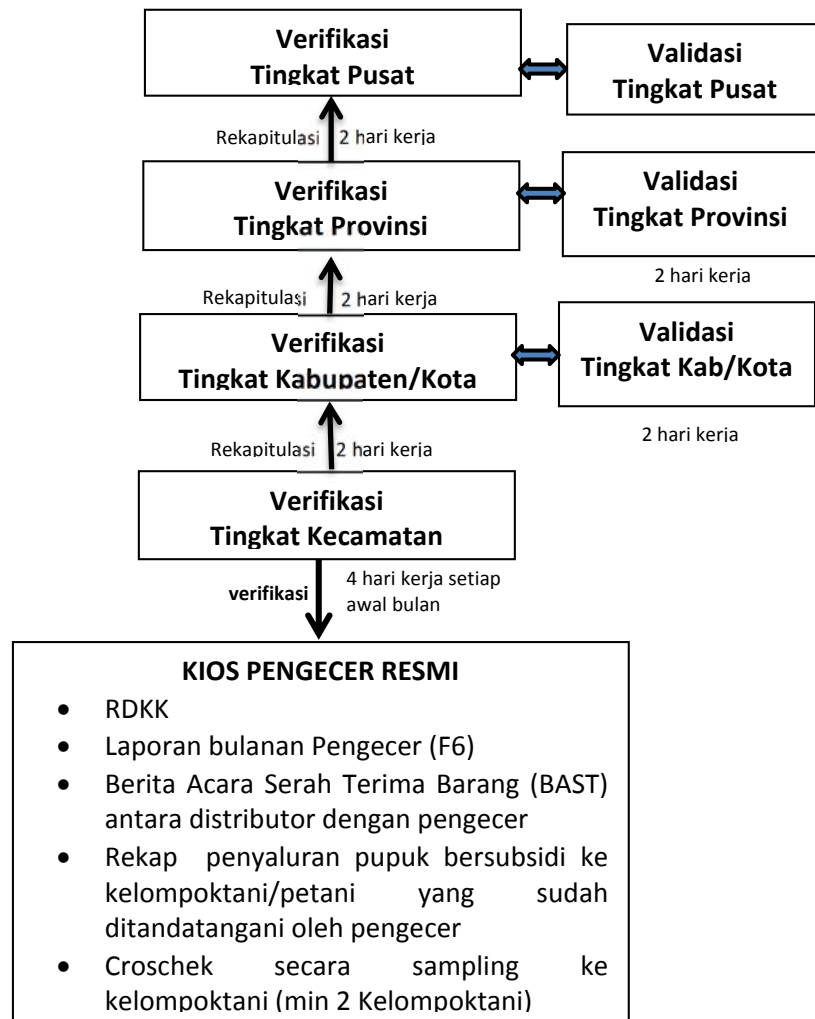 Verifikasi
Tingkat Pusat
Validasi
Tingkat Pusat
Rekapitulasi 2 hari kerja
Verifikasi
Tingkat Provinsi
Validasi
Tingkat Provinsi
2 hari kerja
Rekapitulasi 2 hari kerja
Verifikasi
Tingkat Kabupaten/Kota
Validasi
Tingkat Kab/Kota
2 hari kerja
Rekapitulasi 2 hari kerja
Verifikasi
Tingkat Kecamatan
verifikasi
4 hari kerja setiap
awal bulan
KIOS PENGECER RESMI
• RDKK
• Laporan bulanan Pengecer (F6)
• Berita Acara Serah Terima Barang (BAST)
antara distributor dengan pengecer
• Rekap penyaluran pupuk bersubsidi ke
kelompoktani/petani yang sudah
ditandatangani oleh pengecer
• Croschek secara sampling ke
kelompoktani (min 2 Kelompoktani)